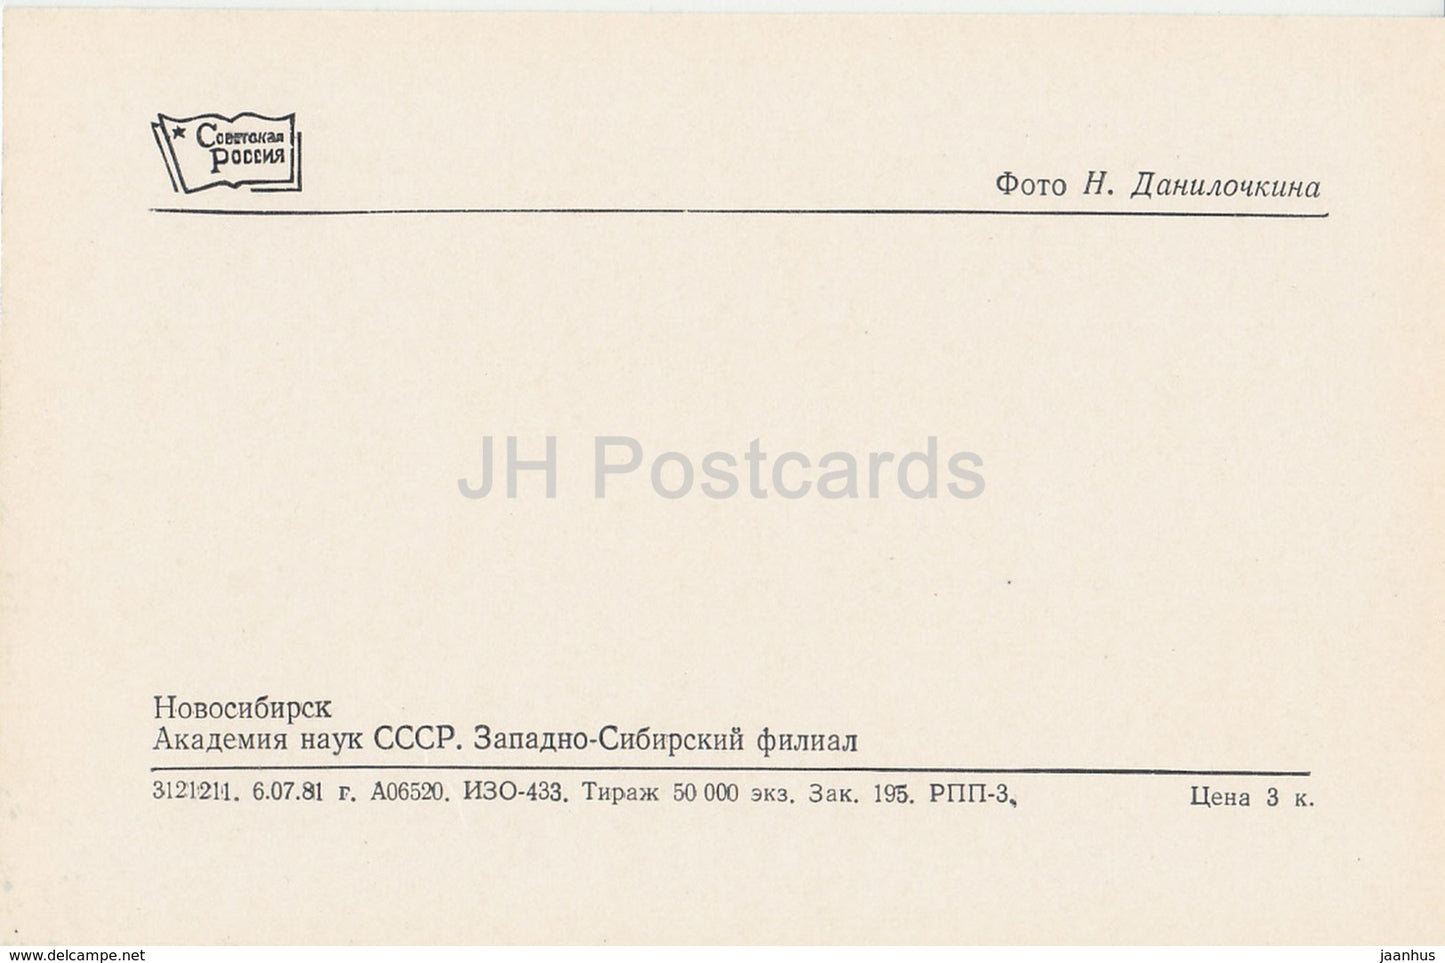 Советская
Россия
Фото Н. Данилочкина
JH Postcards
Новосибирск
Академия наук СССР. Западно-Сибирский филиал
3121211. 6.07.81 г. А06520. ИЗО-433. Тираж 50 000 экз. Зак. 195. РПП-3. Цена 3 к.
www.delcampe.net
jaanhus